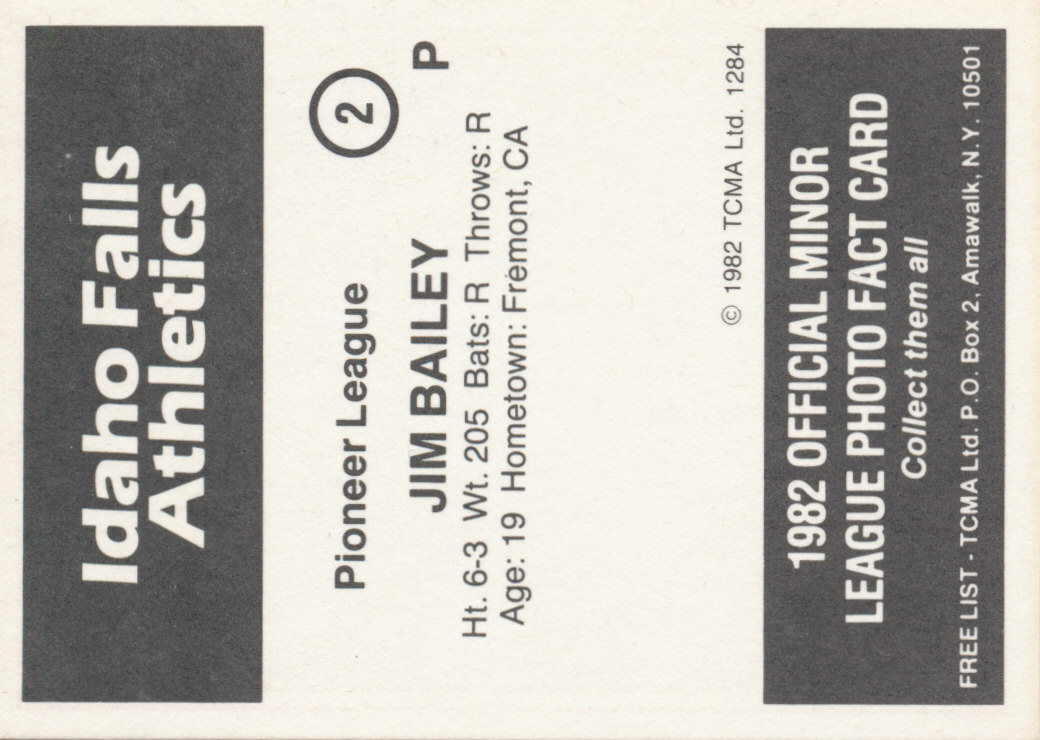 Idaho Falls
Athletics
Pioneer League
2
JIM BAILEY
P
Ht. 6-3 Wt. 205 Bats: R Throws: R
Age: 19 Hometown: Fremont, CA
© 1982 TCMA Ltd. 1284
1982 OFFICIAL MINOR
LEAGUE PHOTO FACT CARD
Collect them all
FREE LIST - TCMA Ltd. P.O. Box 2, Amawalk, N.Y. 10501